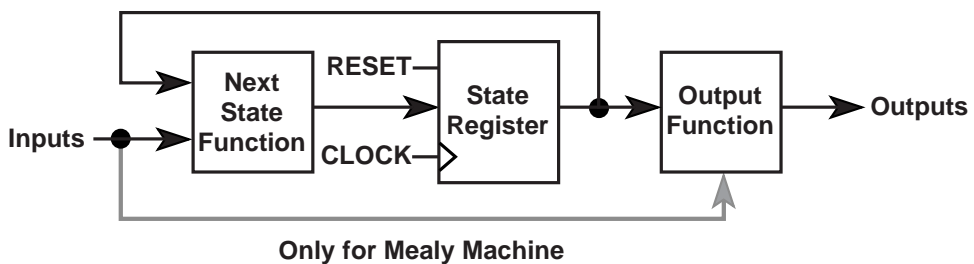 RESET
Next
State
Function
State
Register
Output
Function
Outputs
Inputs
CLOCK
Only for Mealy Machine